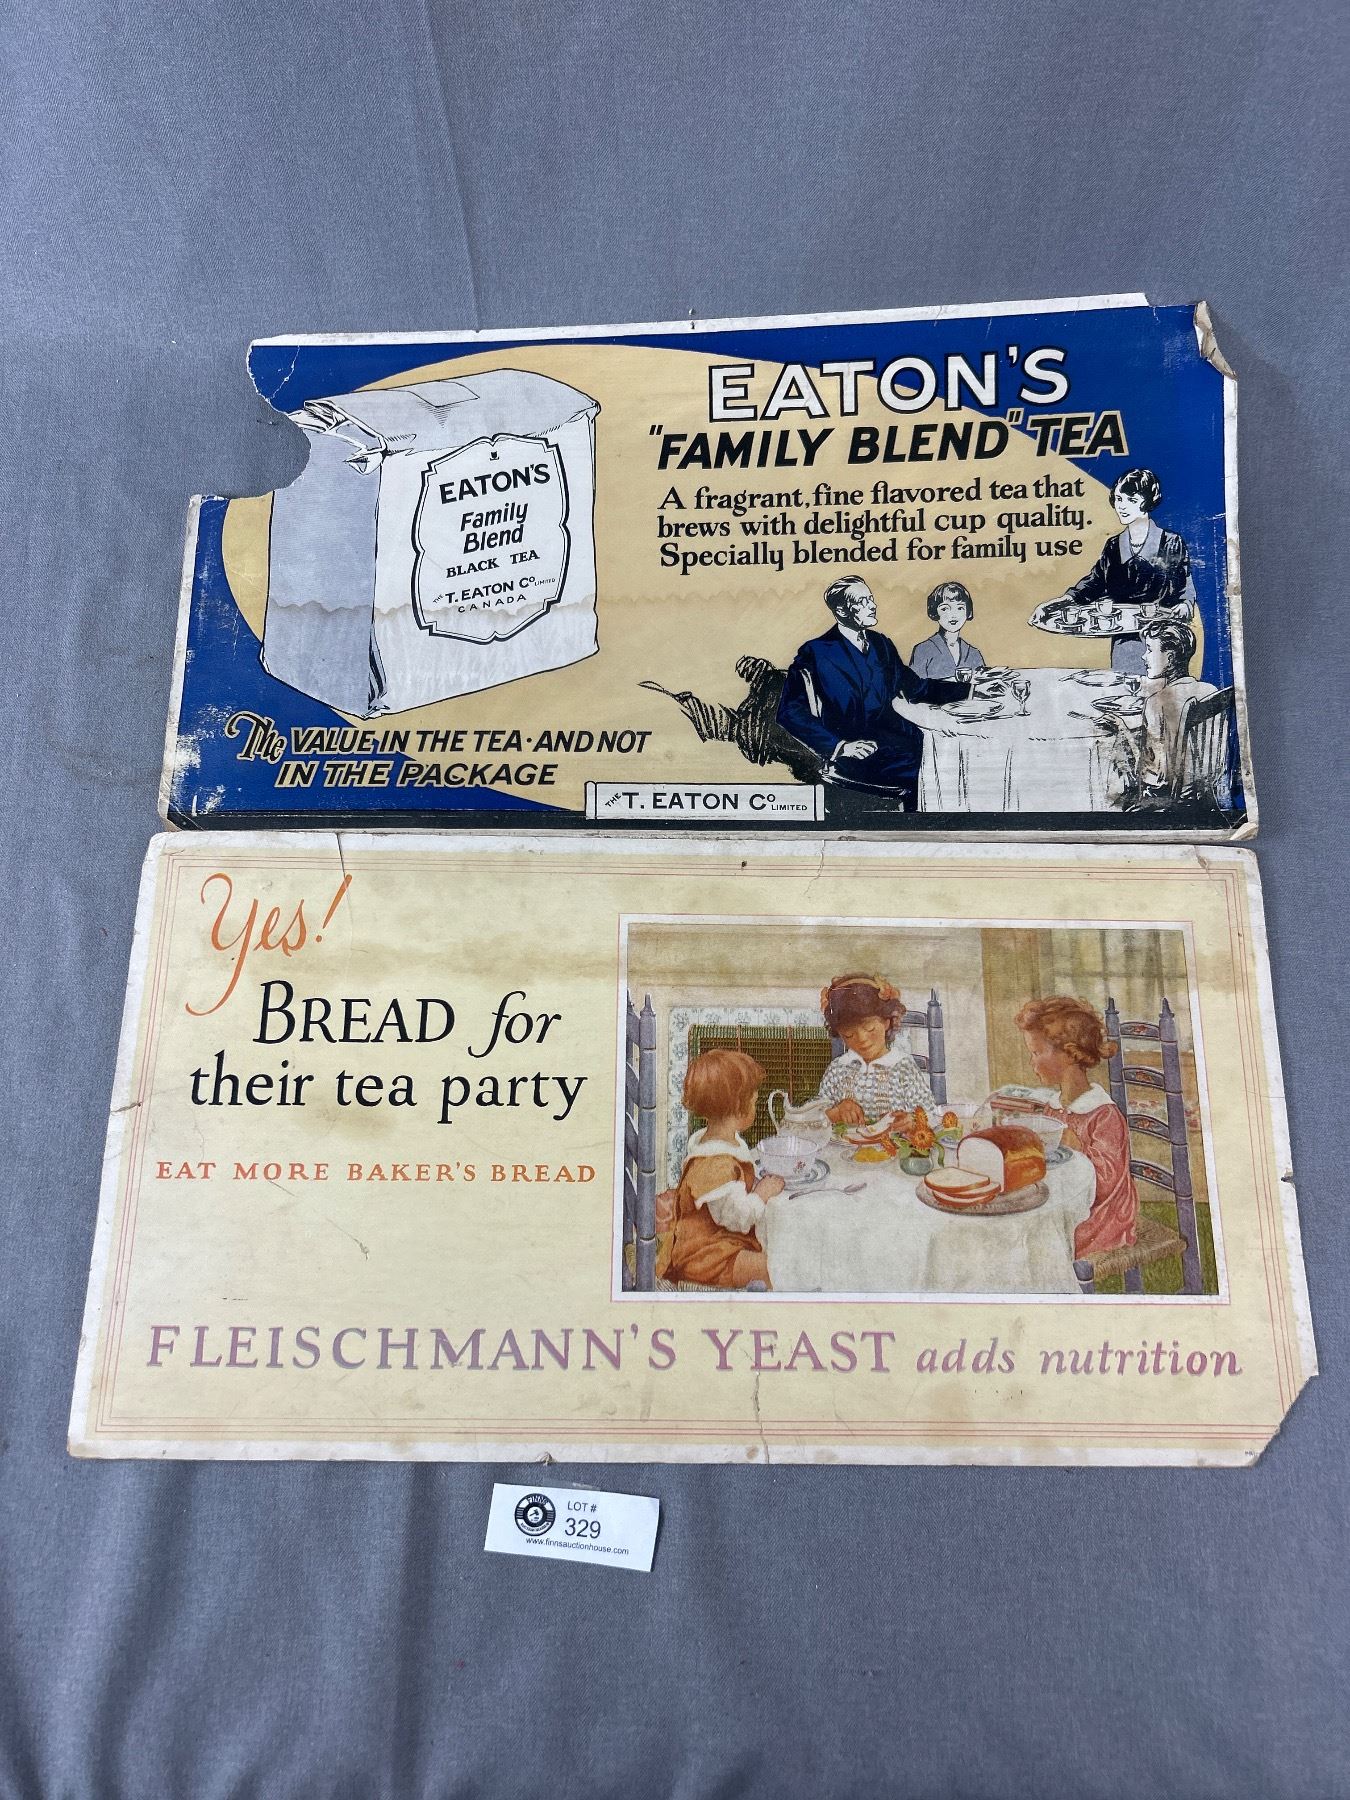 EATON'S
"FAMILY BLEND" TEA
A fragrant, fine flavored tea that
brews with delightful cup quality.
Specially blended for family use
EATON'S
Family
Blend
BLACK TEA
THE T. EATON Co LIMITED
CANADA
The VALUE IN THE TEA · AND NOT
IN THE PACKAGE
THE T. EATON Co LIMITED
Yes!
BREAD for
their tea party
EAT MORE BAKER'S BREAD
FLEISCHMANN'S YEAST adds nutrition
FINNS
LOT #
329
www.finnsauctionhouse.com